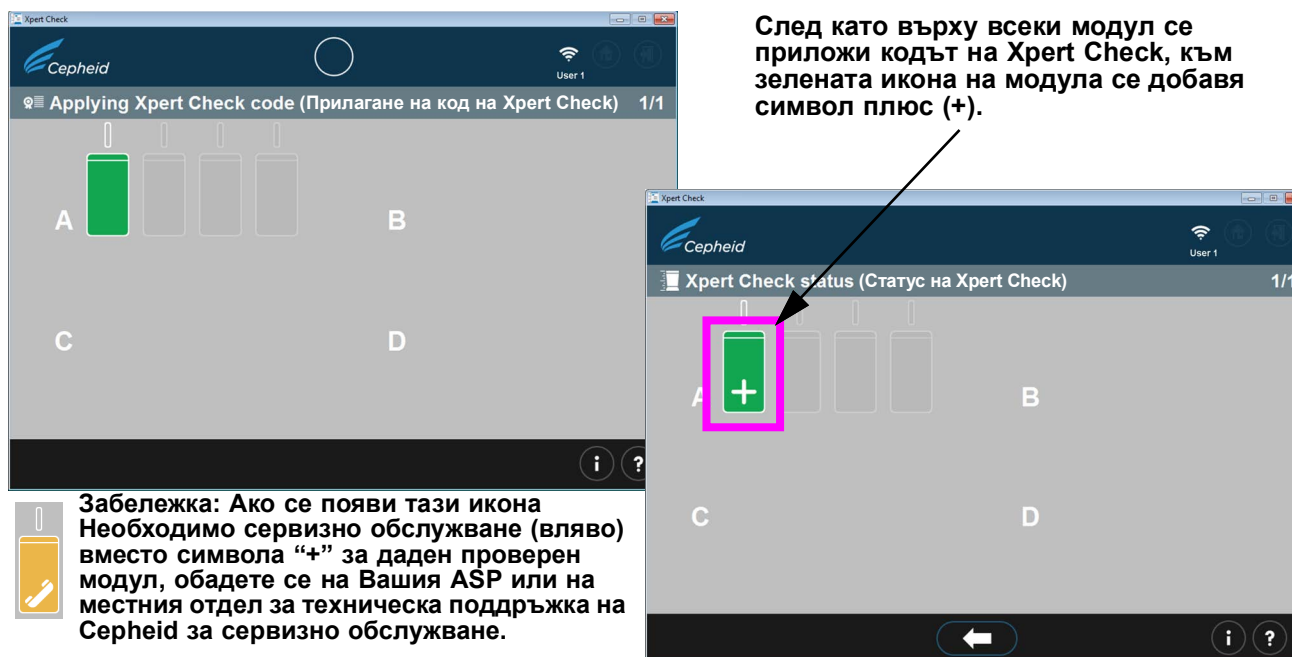 Xpert Check
Cepheid
User 1
Applying Xpert Check code (Прилагане на код на Xpert Check) 1/1
A
B
C
D
i ?
След като върху всеки модул се
приложи кодът на Xpert Check, към
зелената икона на модула се добавя
символ плюс (+).
Xpert Check
Cepheid
User 1
Xpert Check status (Статус на Xpert Check) 1/1
+
A
B
C
D
i ?
Забележка: Ако се появи тази икона
Необходимо сервизно обслужване (вляво)
вместо символа “+” за даден проверен
модул, обадете се на Вашия ASP или на
местния отдел за техническа поддръжка на
Cepheid за сервизно обслужване.